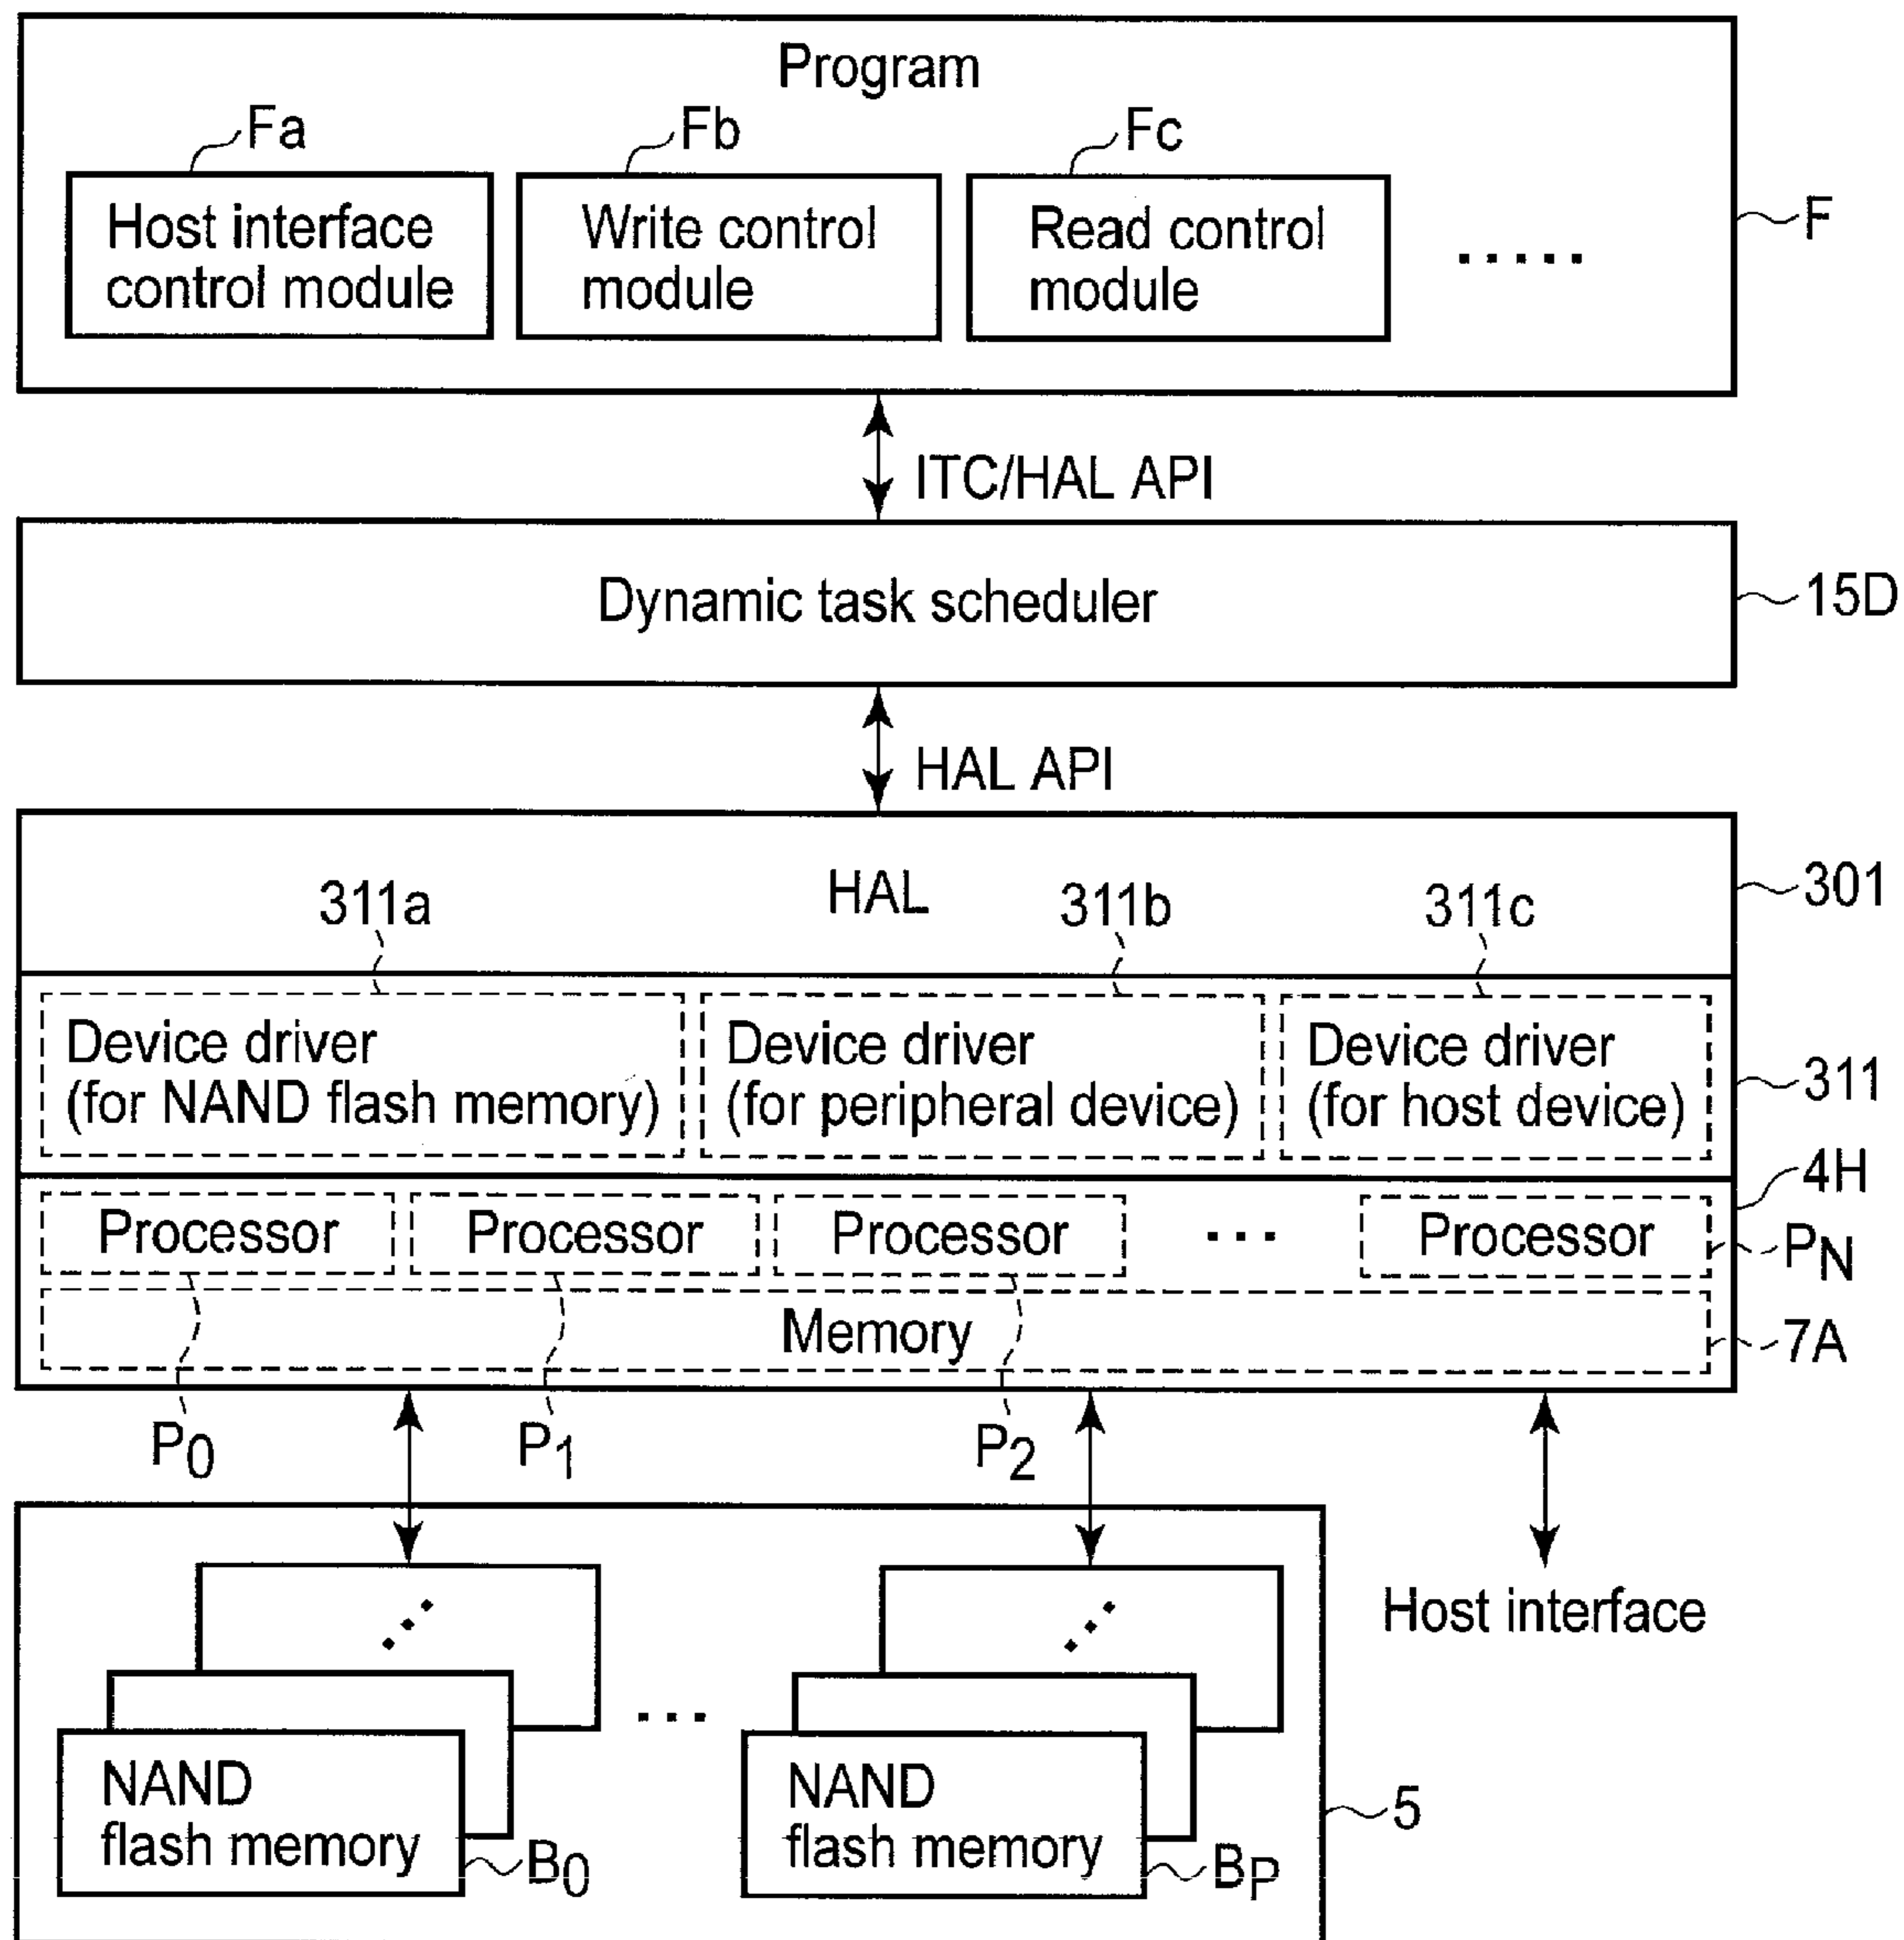 Program
Fa
Fb
Fc
Host interface
control module
Write control
module
Read control
module
.....
F
ITC/HAL API
Dynamic task scheduler
15D
HAL API
HAL
301
311a
311b
311c
Device driver
(for NAND flash memory)
Device driver
(for peripheral device)
Device driver
(for host device)
311
4H
Processor
Processor
Processor
...
Processor
PN
Memory
7A
P0
P1
P2
Host interface
...
NAND
flash memory
B0
NAND
flash memory
BP
5